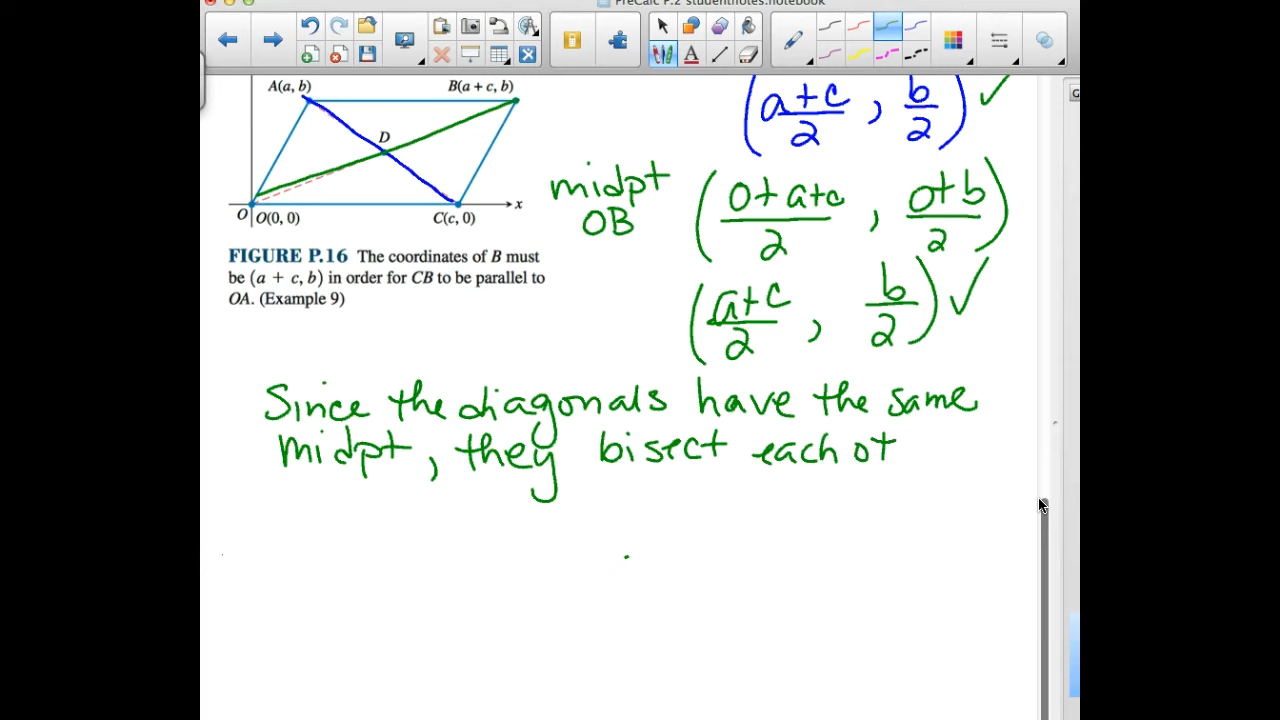 PreCalc P.2 studentnotes.notebook
A(a, b)
B(a + c, b)
D
O
O(0, 0)
C(c, 0)
x
FIGURE P.16 The coordinates of B must
be (a + c, b) in order for CB to be parallel to
OA. (Example 9)
(a+c/2, b/2) ✓
midpt
OB
(0+a+c/2, 0+b/2)
(a+c/2, b/2) ✓
Since the diagonals have the same
midpt, they bisect each ot
A
G